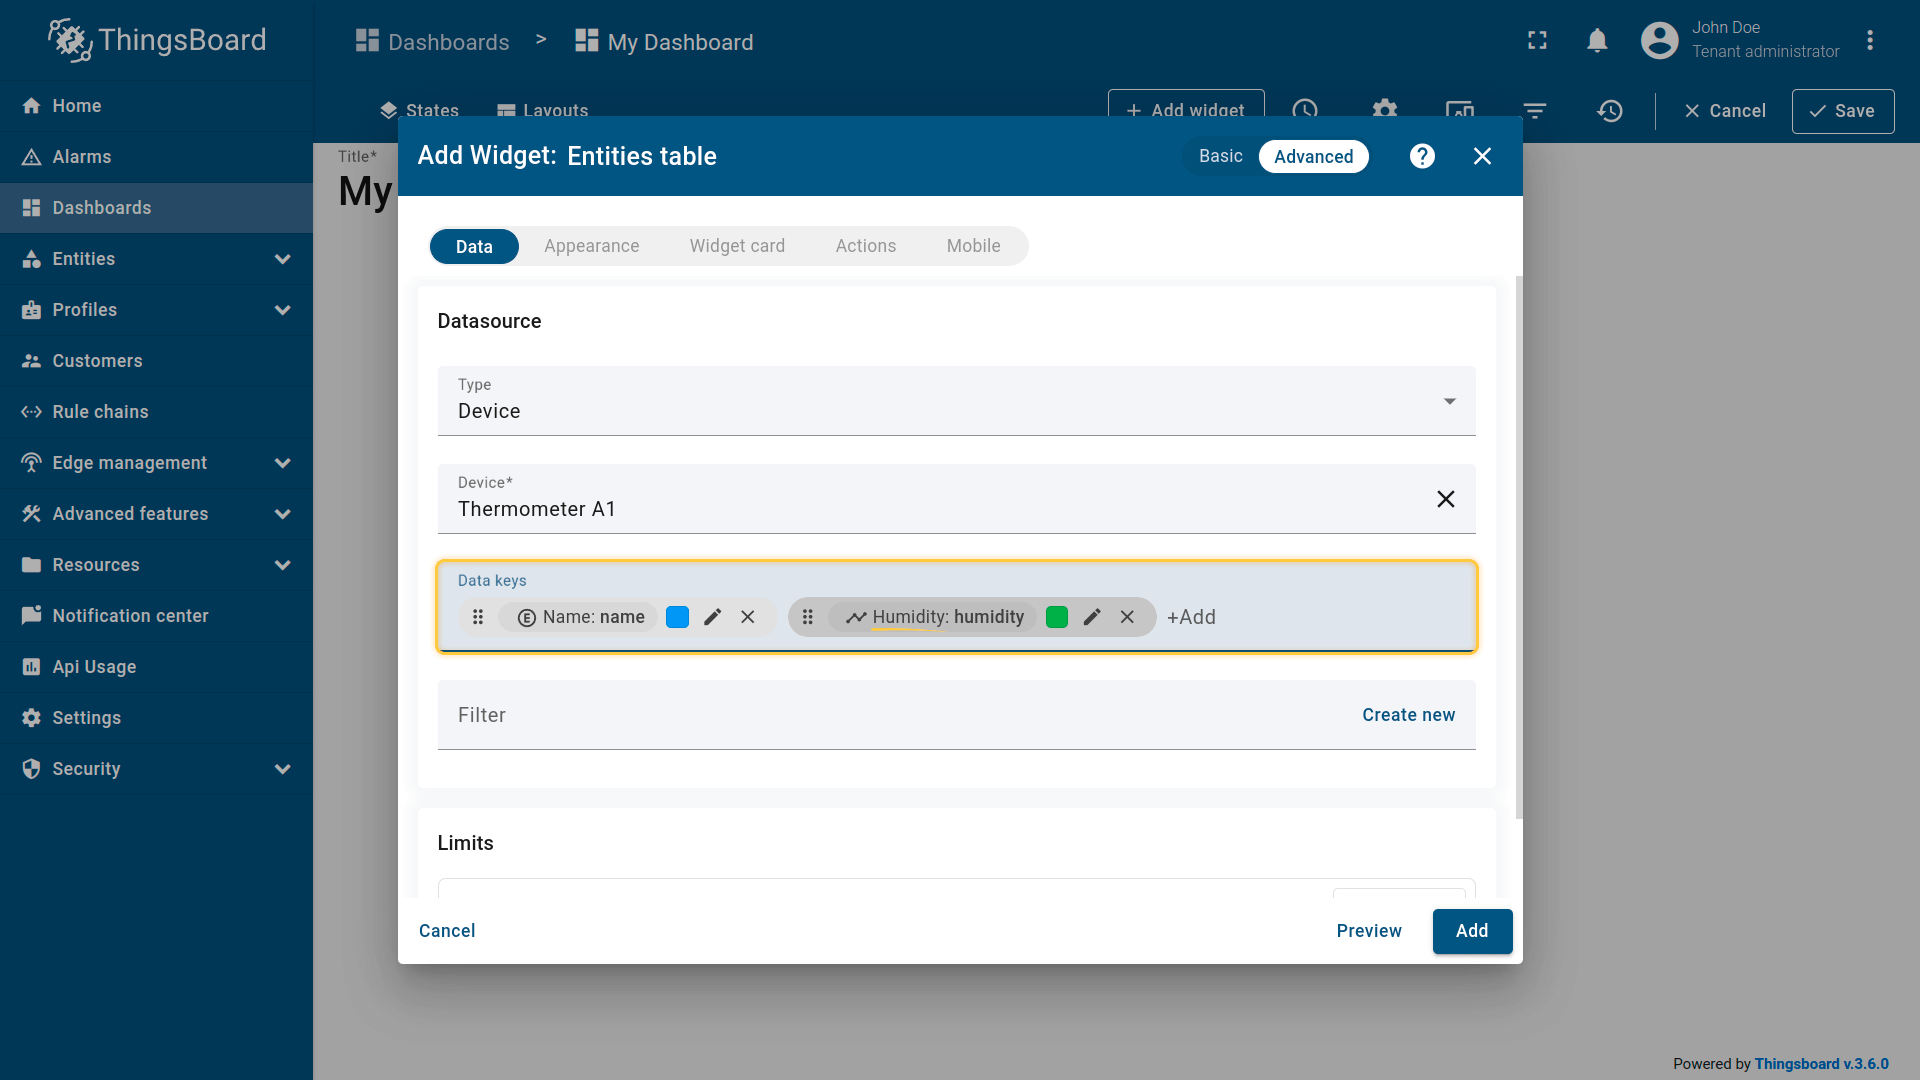 ThingsBoard
Dashboards > My Dashboard
John Doe
Tenant administrator
Home
Alarms
Dashboards
Entities
Profiles
Customers
Rule chains
Edge management
Advanced features
Resources
Notification center
Api Usage
Settings
Security
States Layouts + Add widget Cancel Save
Title*
My
Add Widget: Entities table Basic Advanced ?
Data Appearance Widget card Actions Mobile
Datasource
Type
Device
Device*
Thermometer A1
Data keys
E Name: name Humidity: humidity +Add
Filter Create new
Limits
Cancel Preview Add
Powered by Thingsboard v.3.6.0